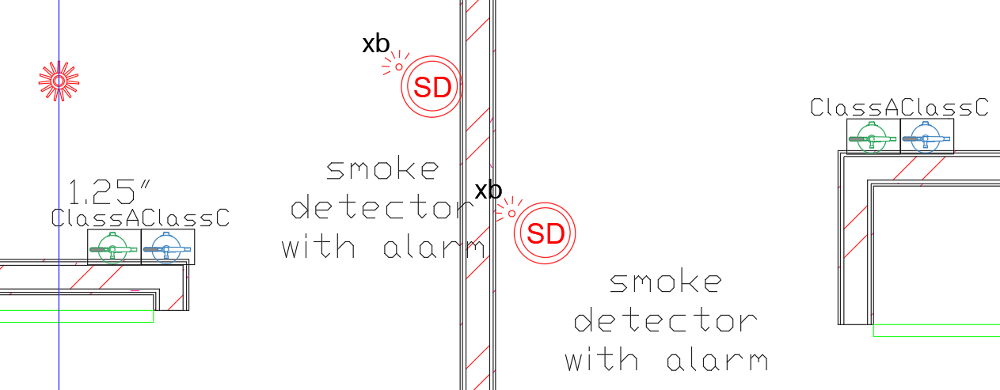 xb
SD
smoke
detector
with alarm
1.25"
ClassAClassC
xb
SD
smoke
detector
with alarm
ClassAClassC